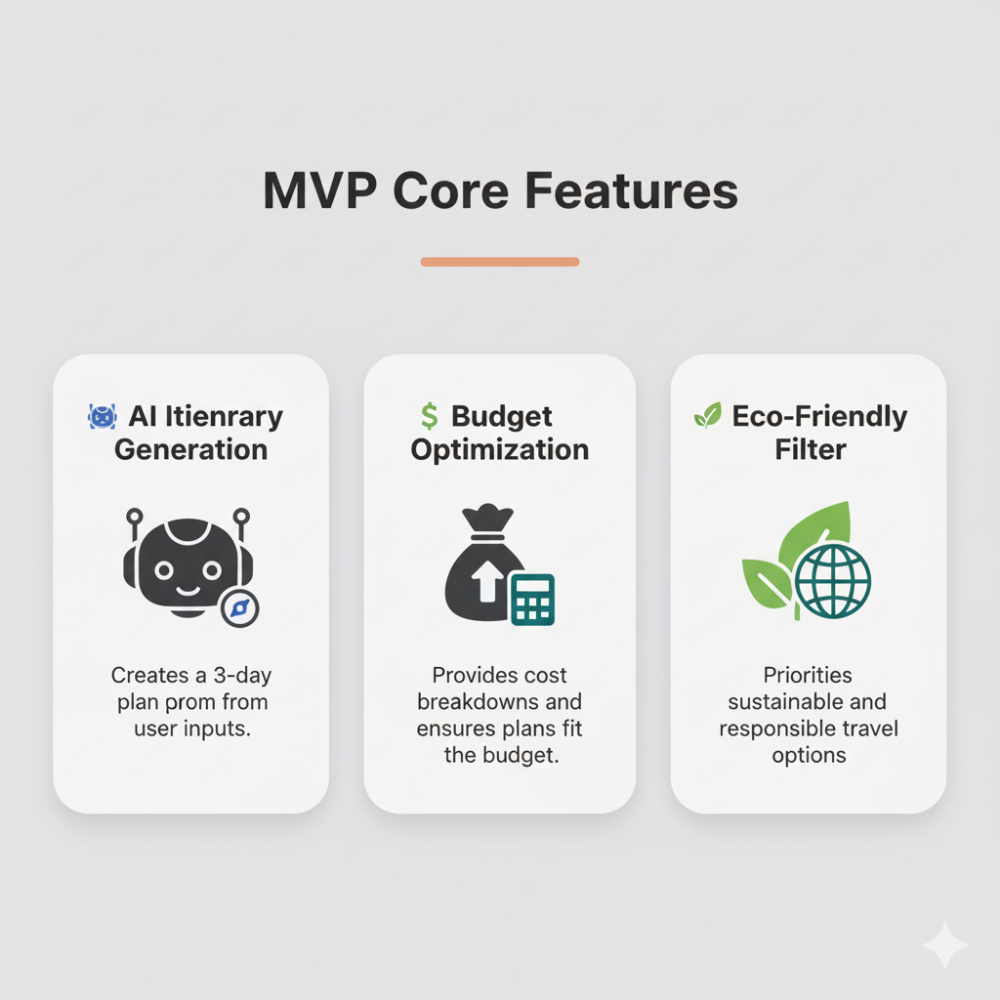 MVP Core Features
AI Itienrary
Generation
Creates a 3-day
plan prom from
user inputs.
$ Budget
Optimization
Provides cost
breakdowns and
ensures plans fit
the budget.
Eco-Friendly
Filter
Priorities
sustainable and
responsible travel
options